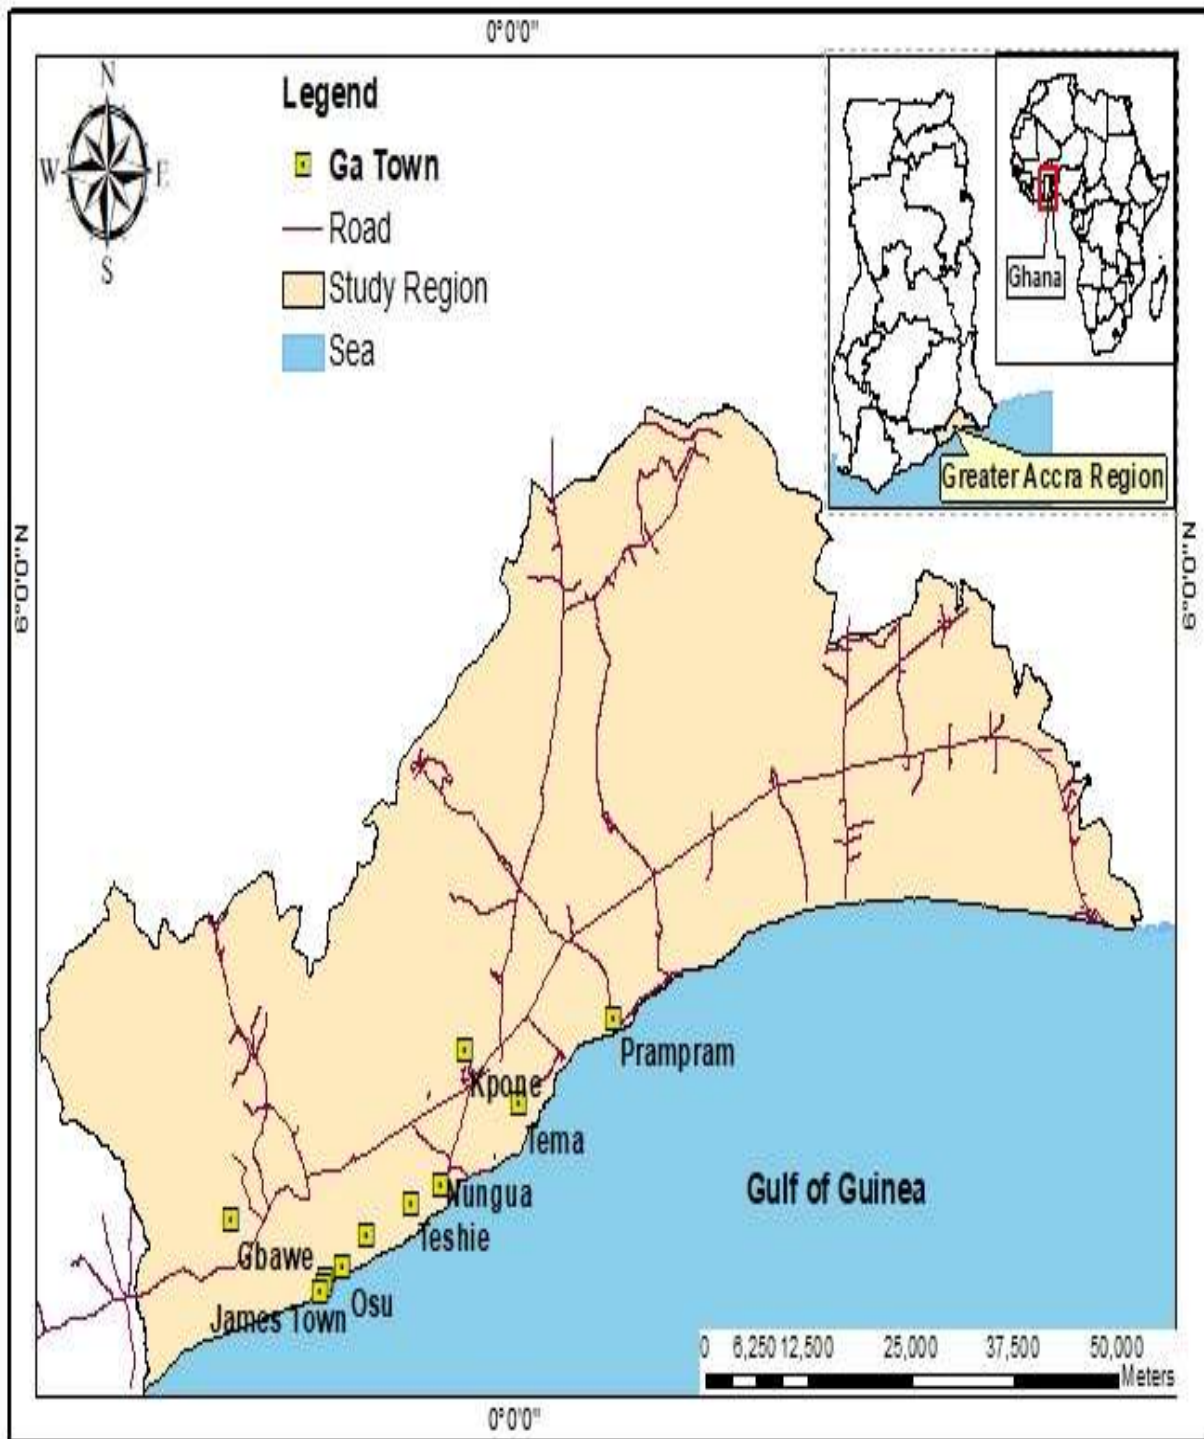 0°0'0"
N
W
E
S
Legend
Ga Town
Road
Study Region
Sea
Ghana
Greater Accra Region
6°0'0"N
6°0'0"N
Prampram
Kpone
Tema
Nungua
Teshie
Gbawe
Osu
James Town
Gulf of Guinea
0 6,250 12,500 25,000 37,500 50,000
Meters
0°0'0"